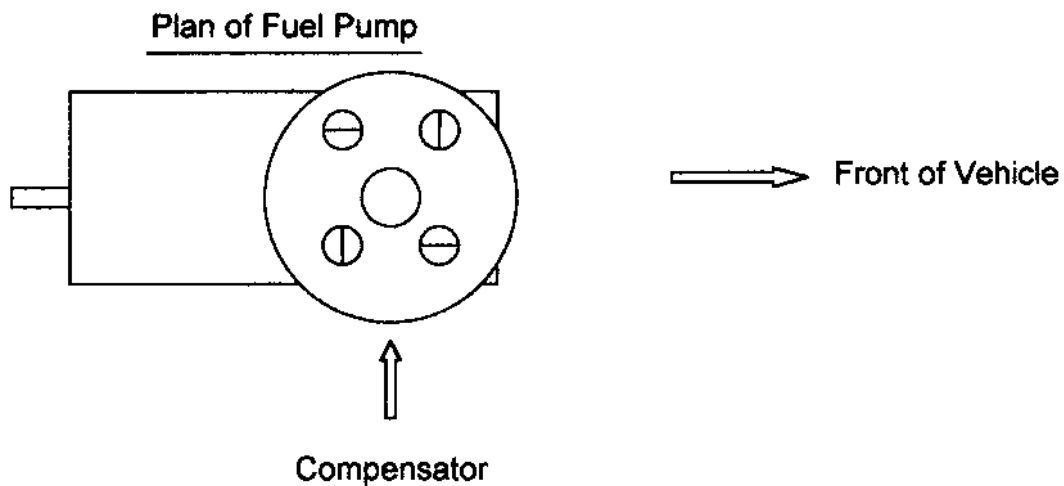 Plan of Fuel Pump
Front of Vehicle
Compensator